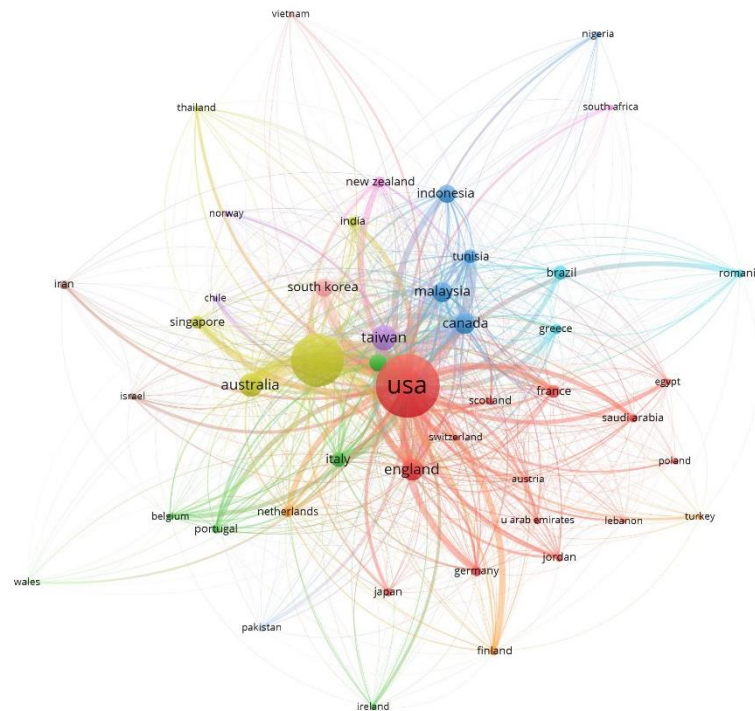 vietnam
nigeria
thailand
south africa
new zealand
indonesia
norway
india
tunisia
iran
south korea
malaysia
brazil
romani
chile
singapore
taiwan
canada
greece
australia
usa
egypt
israel
scotland
france
saudi arabia
switzerland
italy
england
poland
austria
belgium
netherlands
portugal
u arab emirates
lebanon
turkey
jordan
wales
japan
germany
pakistan
finland
ireland